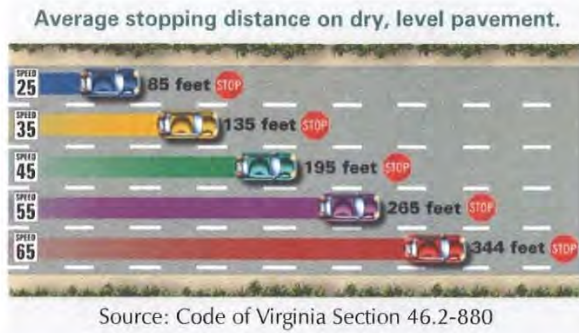 Average stopping distance on dry, level pavement.
SPEED
25
85 feet STOP
SPEED
35
135 feet STOP
SPEED
45
195 feet STOP
SPEED
55
265 feet STOP
SPEED
65
344 feet STOP
Source: Code of Virginia Section 46.2-880